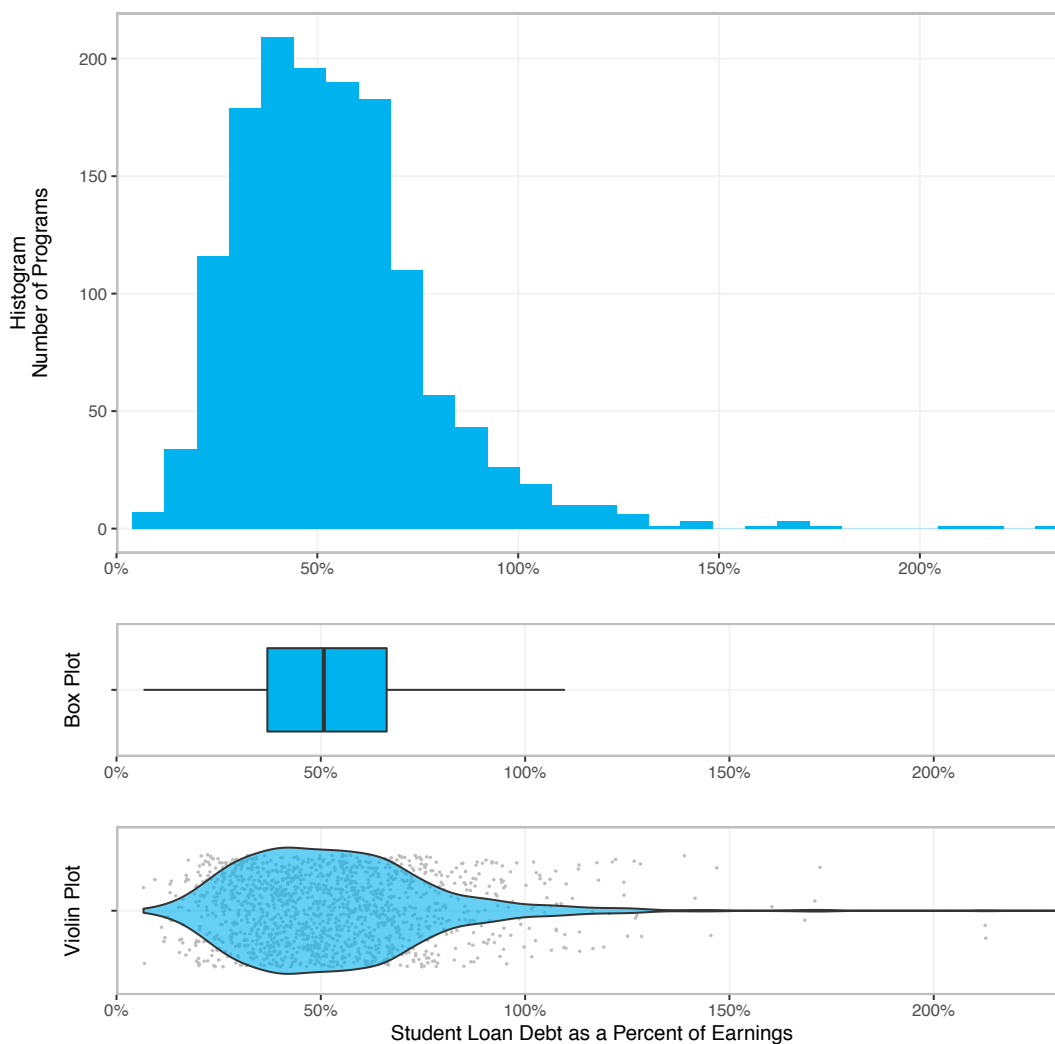 Histogram
Number of Programs
200
150
100
50
0
0% 50% 100% 150% 200%
Box Plot
0% 50% 100% 150% 200%
Violin Plot
0% 50% 100% 150% 200%
Student Loan Debt as a Percent of Earnings